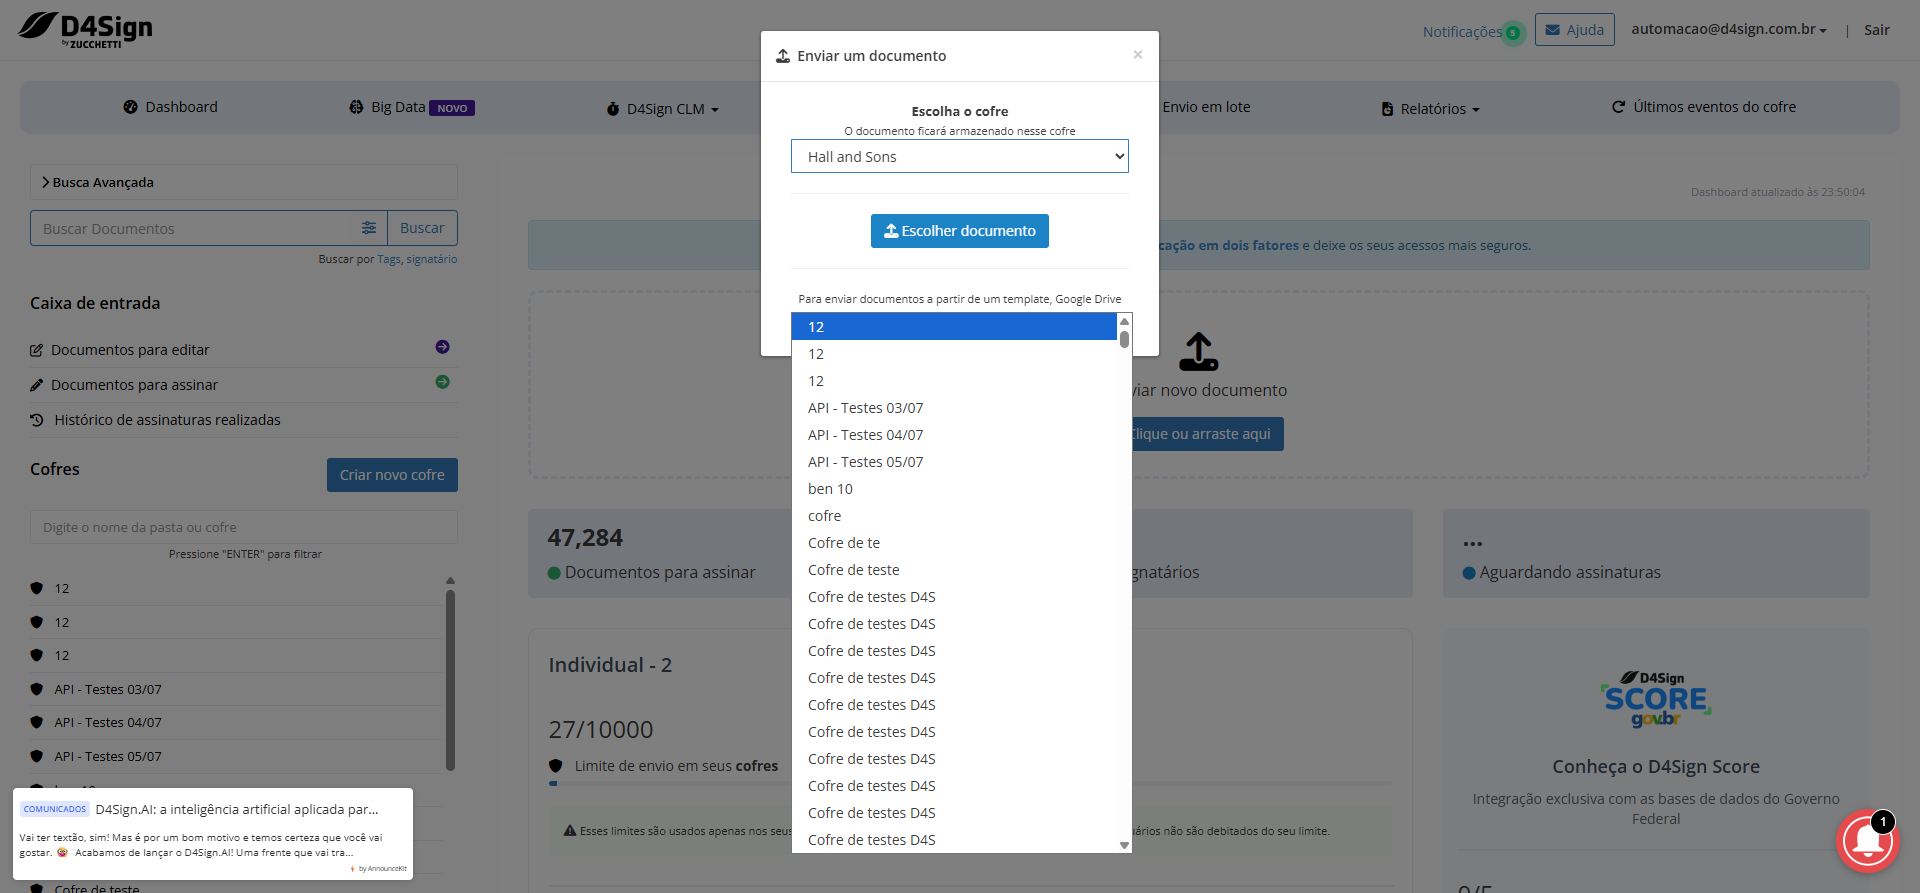 D4Sign
by ZUCCHETTI
Notificações 5
Ajuda
automacao@d4sign.com.br
|
Sair
Dashboard
Big Data NOVO
D4Sign CLM
Envio em lote
Relatórios
Últimos eventos do cofre
Enviar um documento
×
Escolha o cofre
O documento ficará armazenado nesse cofre
Hall and Sons
Escolher documento
Para enviar documentos a partir de um template, Google Drive
12
12
12
API - Testes 03/07
API - Testes 04/07
API - Testes 05/07
ben 10
cofre
Cofre de te
Cofre de teste
Cofre de testes D4S
Cofre de testes D4S
Cofre de testes D4S
Cofre de testes D4S
Cofre de testes D4S
Cofre de testes D4S
Cofre de testes D4S
Cofre de testes D4S
Cofre de testes D4S
Cofre de testes D4S
Busca Avançada
Buscar Documentos
Buscar
Buscar por Tags, signatário
Caixa de entrada
Documentos para editar
Documentos para assinar
Histórico de assinaturas realizadas
Cofres
Criar novo cofre
Digite o nome da pasta ou cofre
Pressione "ENTER" para filtrar
12
12
12
API - Testes 03/07
API - Testes 04/07
API - Testes 05/07
Cofre de teste
COMUNICADOS D4Sign.AI: a inteligência artificial aplicada par...
Vai ter textão, sim! Mas é por um bom motivo e temos certeza que você vai
gostar. Acabamos de lançar o D4Sign.AI! Uma frente que vai tra...
by AnnounceKit
Dashboard atualizado às 23:50:04
cação em dois fatores e deixe os seus acessos mais seguros.
viar novo documento
Clique ou arraste aqui
47,284
Documentos para assinar
gnatários
...
Aguardando assinaturas
Individual - 2
27/10000
Limite de envio em seus cofres
Esses limites são usados apenas nos seus
uários não são debitados do seu limite.
D4Sign
SCORE
gov.br
Conheça o D4Sign Score
Integração exclusiva com as bases de dados do Governo
Federal
1